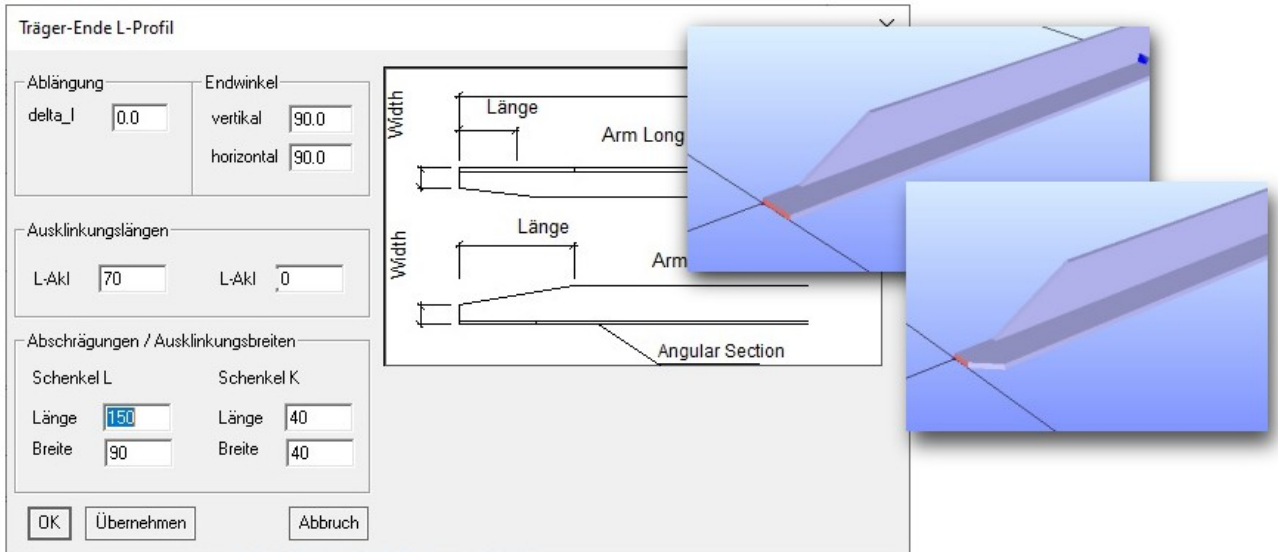 Träger-Ende L-Profil
Ablängung
delta_l 0.0
Endwinkel
vertikal 90.0
horizontal 90.0
Ausklinkungslängen
L-Akl 70 L-Akl 0
Abschrägungen / Ausklinkungsbreiten
Schenkel L Schenkel K
Länge 150 Länge 40
Breite 90 Breite 40
OK Übernehmen Abbruch
Width
Länge
Arm Long
Width
Länge
Arm
Angular Section